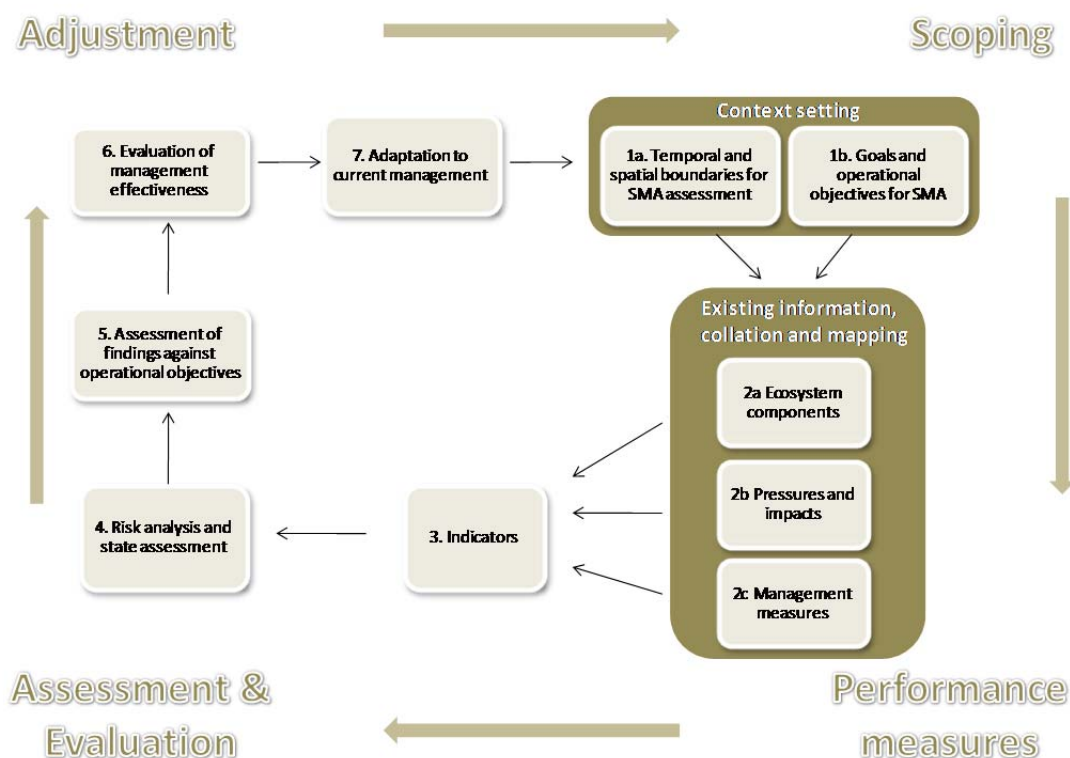 Adjustment
Scoping
Context setting
6. Evaluation of
management
effectiveness
7. Adaptation to
current management
1a. Temporal and
spatial boundaries for
SMA assessment
1b. Goals and
operational
objectives for SMA
Existing information,
collation and mapping
5. Assessment of
findings against
operational objectives
2a Ecosystem
components
2b Pressures and
impacts
4. Risk analysis and
state assessment
3. Indicators
2c Management
measures
Assessment &
Evaluation
Performance
measures